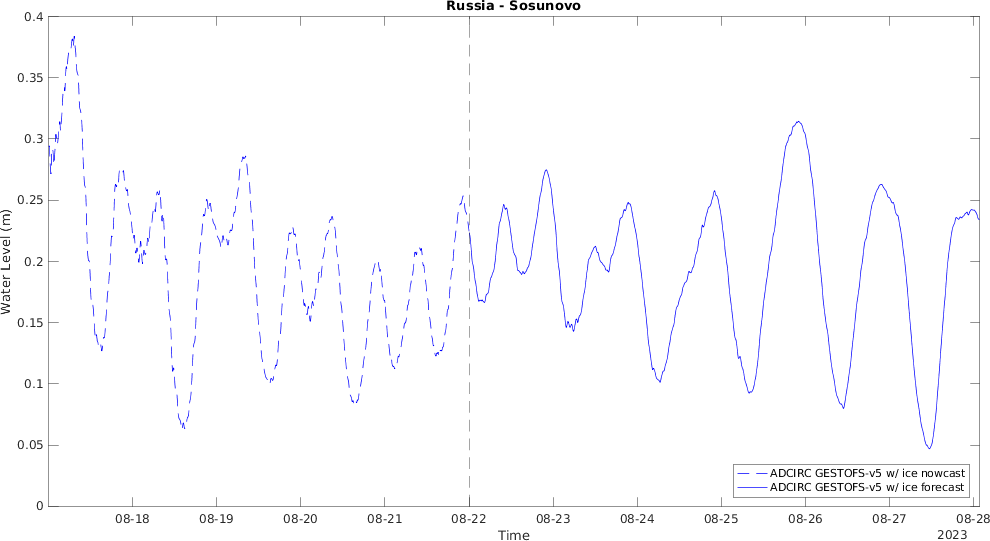 Russia - Sosunovo
0.4
0.35
0.3
0.25
0.2
0.15
0.1
0.05
0
Water Level (m)
ADCIRC GESTOFS-v5 w/ ice nowcast
ADCIRC GESTOFS-v5 w/ ice forecast
08-18 08-19 08-20 08-21 08-22 08-23 08-24 08-25 08-26 08-27 08-28
Time
2023